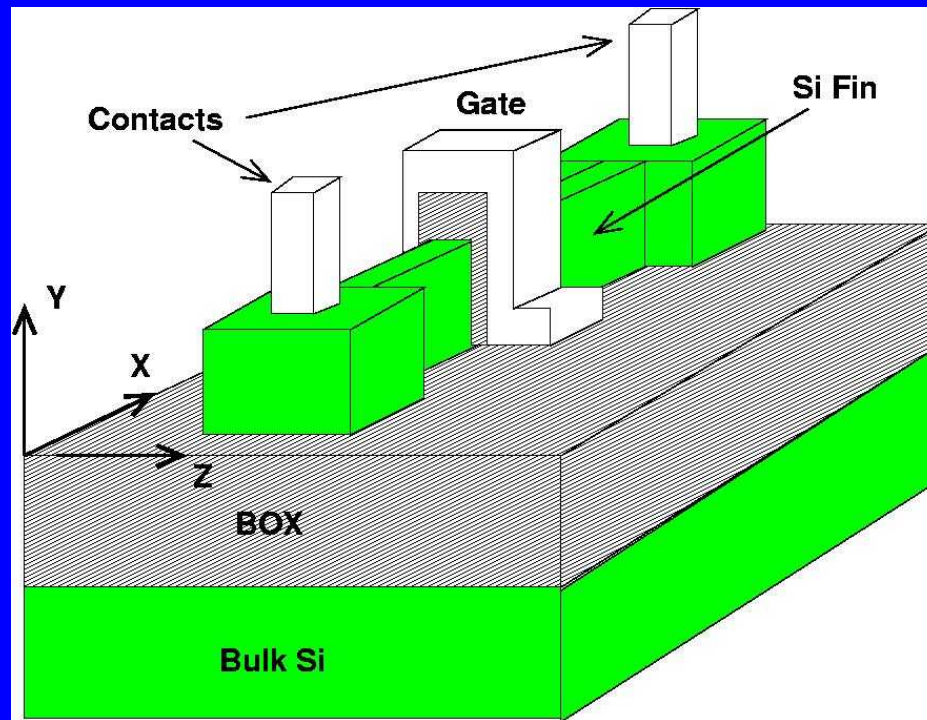 Contacts
Gate
Si Fin
Y
X
Z
BOX
Bulk Si